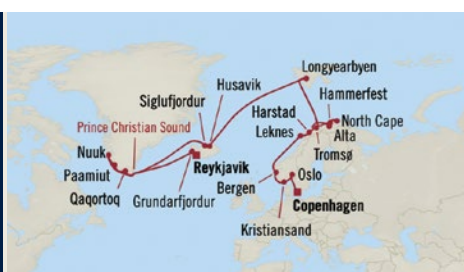 Longyearbyen
Husavik
Hammerfest
Siglufjordur
Harstad
North Cape
Prince Christian Sound
Leknes
Alta
Tromsø
Nuuk
Reykjavik
Paamiut
Bergen
Oslo
Qaqortoq
Grundarfjordur
Copenhagen
Kristiansand